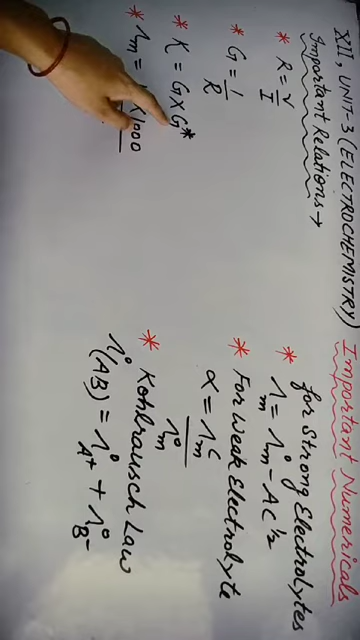 XII, UNIT-3 (ELECTROCHEMISTRY) Important Numericals
Important Relations →
* R = V/I
* G = 1/R
* K = G×G*
* Λm = ×1000
for Strong Electrolytes
* Λm = Λ°m - AC½
* For Weak Electrolyte
α = Λᶜm / Λ°m
* Kohlrausch Law
Λ°(AB) = Λ°A+ + Λ°B-